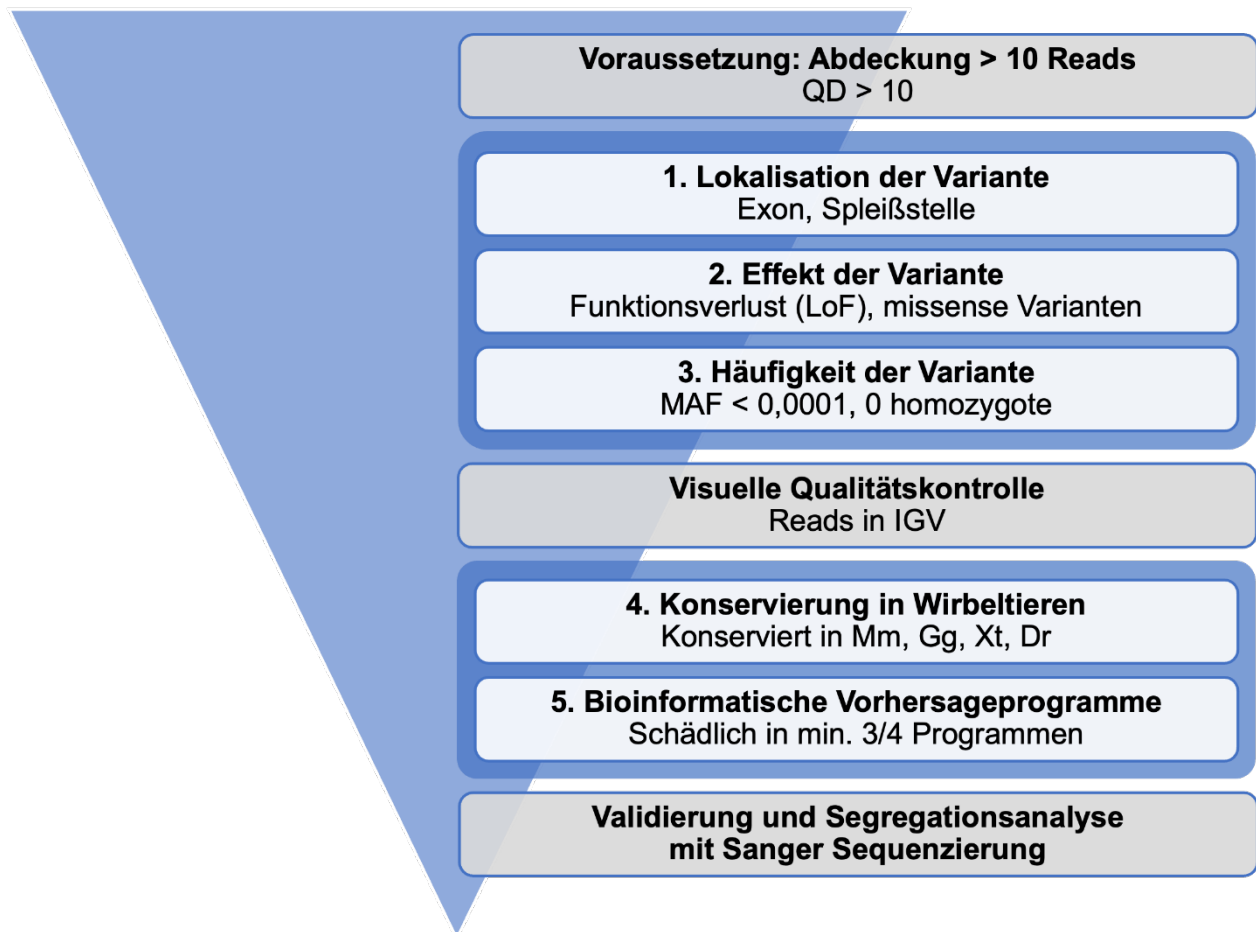 Voraussetzung: Abdeckung > 10 Reads
QD > 10
1. Lokalisation der Variante
Exon, Spleißstelle
2. Effekt der Variante
Funktionsverlust (LoF), missense Varianten
3. Häufigkeit der Variante
MAF < 0,0001, 0 homozygote
Visuelle Qualitätskontrolle
Reads in IGV
4. Konservierung in Wirbeltieren
Konserviert in Mm, Gg, Xt, Dr
5. Bioinformatische Vorhersageprogramme
Schädlich in min. 3/4 Programmen
Validierung und Segregationsanalyse
mit Sanger Sequenzierung